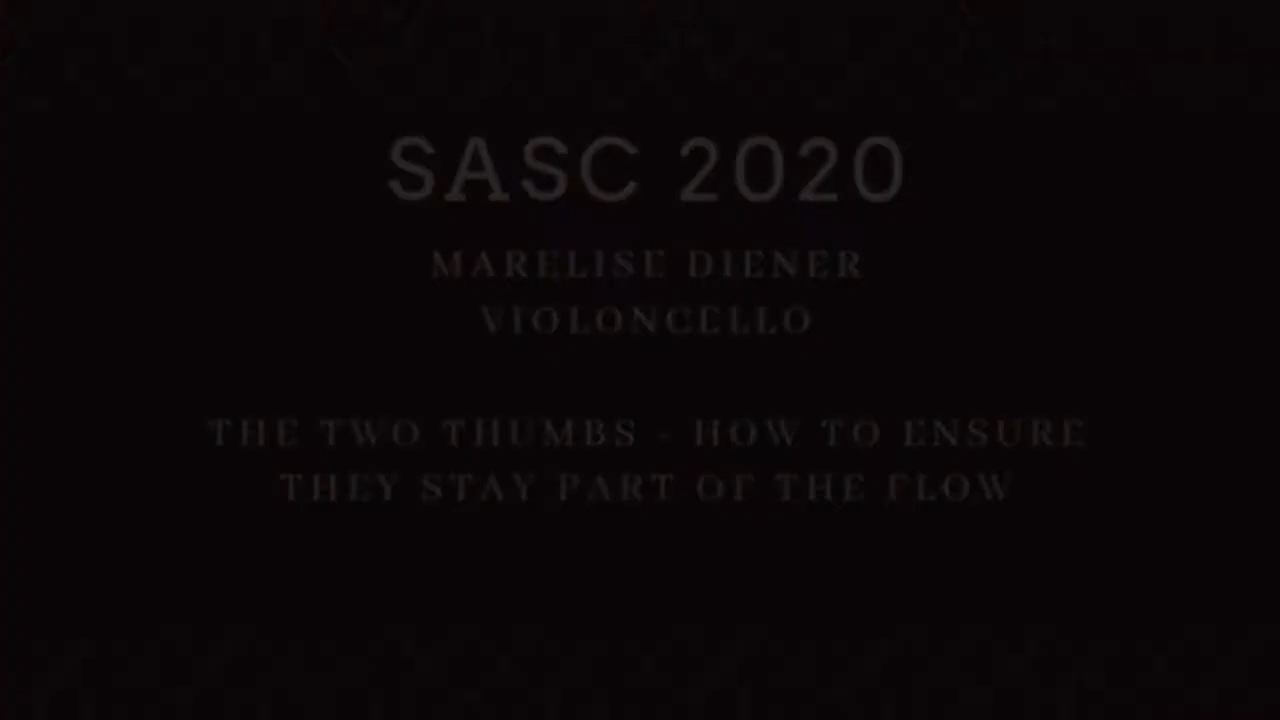 SASC 2020
MARELISE DIENER
VIOLONCELLO
THE TWO THUMBS - HOW TO ENSURE
THEY STAY PART OF THE FLOW